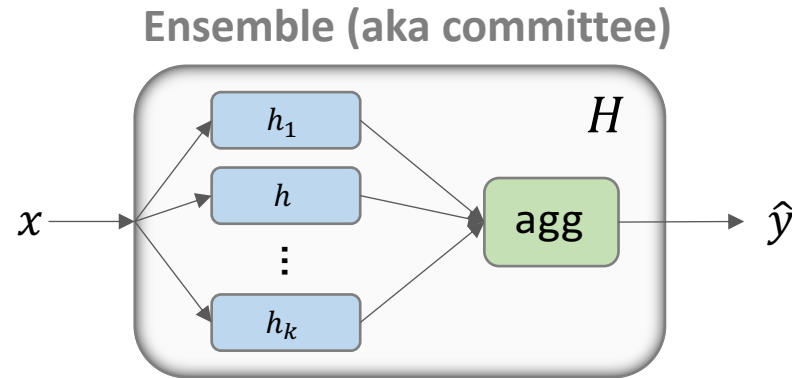 Ensemble (aka committee)
H
h₁
h
x
agg
ŷ
⋮
hₖ